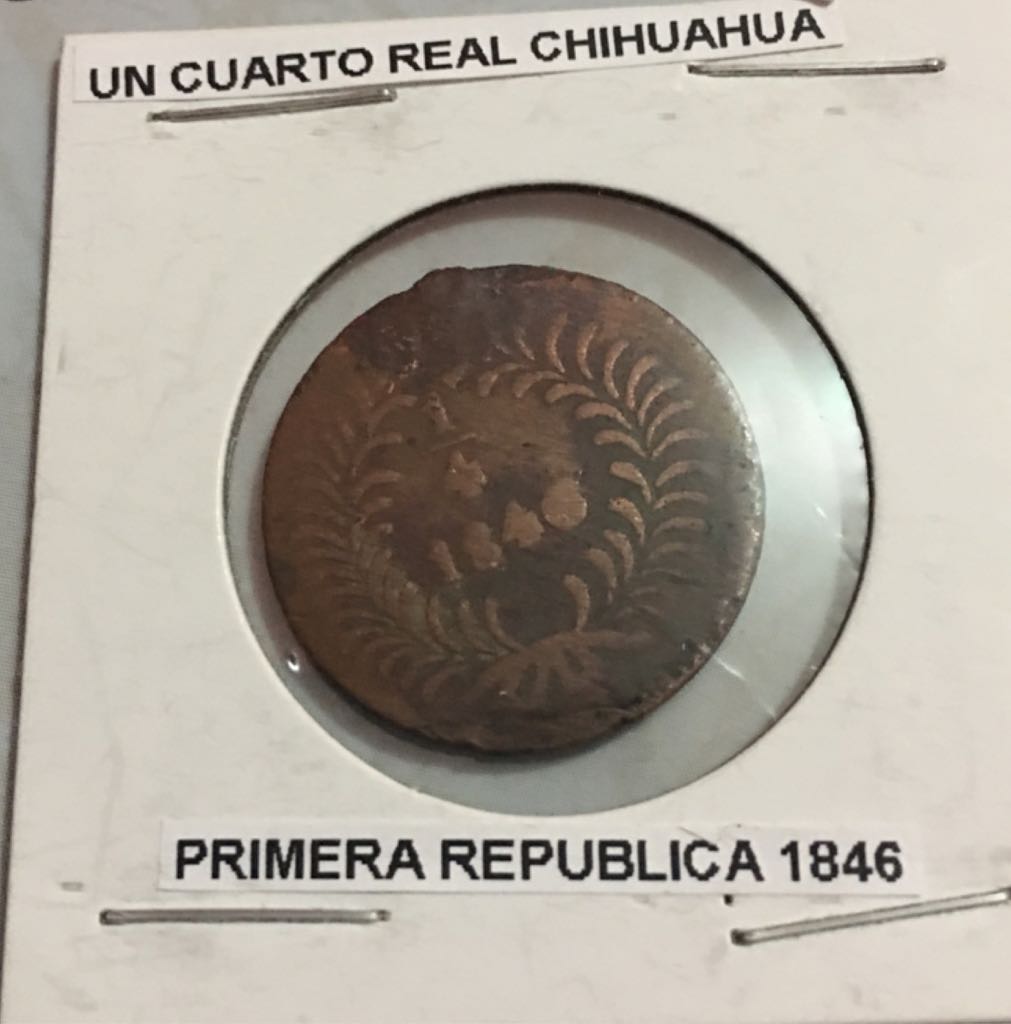 UN CUARTO REAL CHIHUAHUA
PRIMERA REPUBLICA 1846